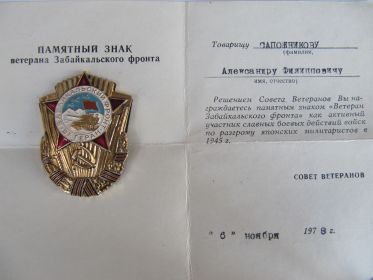 ПАМЯТНЫЙ ЗНАК
ветерана Забайкальского фронта
Товарищу САПОЖНИКОВУ
(фамилия,
Александру Филипповичу
имя, отчество)
Решением Совета Ветеранов Вы на-
граждаетесь памятным знаком «Ветеран
Забайкальского фронта» как активный
участник славных боевых действий войск
по разгрому японских милитаристов в
1945 г.
СОВЕТ ВЕТЕРАНОВ
"6" ноября 1978 г.